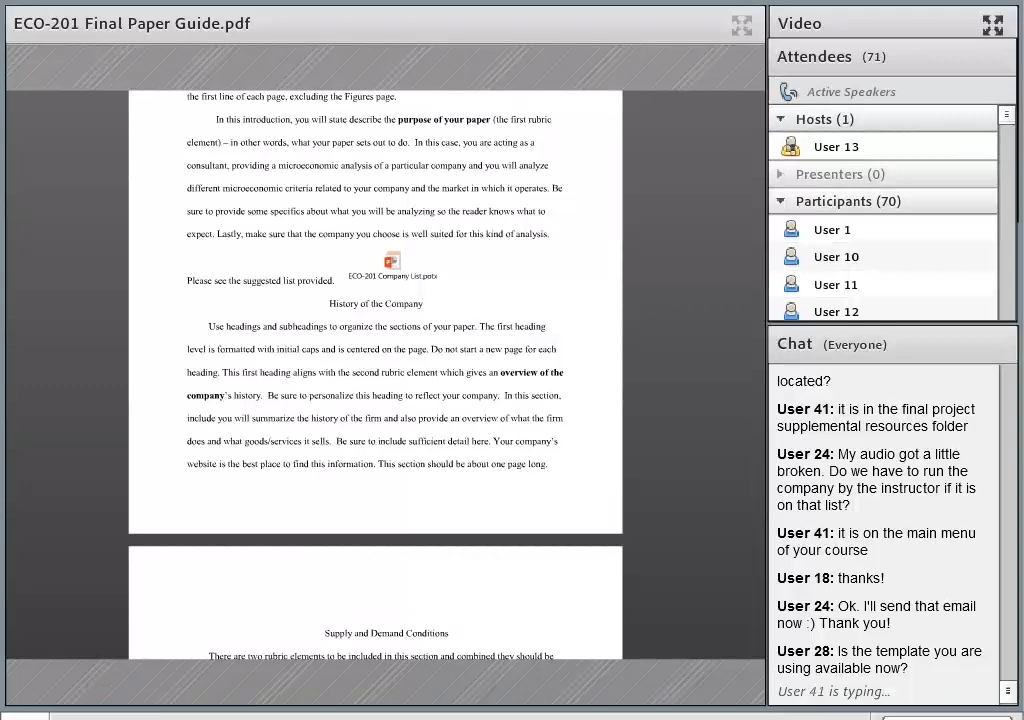 ECO-201 Final Paper Guide.pdf
the first line of each page, excluding the Figures page.
In this introduction, you will state describe the purpose of your paper (the first rubric
element) – in other words, what your paper sets out to do. In this case, you are acting as a
consultant, providing a microeconomic analysis of a particular company and you will analyze
different microeconomic criteria related to your company and the market in which it operates. Be
sure to provide some specifics about what you will be analyzing so the reader knows what to
expect. Lastly, make sure that the company you choose is well suited for this kind of analysis.
Please see the suggested list provided.
ECO-201 Company List.potx
History of the Company
Use headings and subheadings to organize the sections of your paper. The first heading
level is formatted with initial caps and is centered on the page. Do not start a new page for each
heading. This first heading aligns with the second rubric element which gives an overview of the
company's history. Be sure to personalize this heading to reflect your company. In this section,
include you will summarize the history of the firm and also provide an overview of what the firm
does and what goods/services it sells. Be sure to include sufficient detail here. Your company's
website is the best place to find this information. This section should be about one page long.
Supply and Demand Conditions
There are two rubric elements to be included in this section and combined they should be
Video
Attendees (71)
Active Speakers
Hosts (1)
User 13
Presenters (0)
Participants (70)
User 1
User 10
User 11
User 12
Chat (Everyone)
located?
User 41: it is in the final project
supplemental resources folder
User 24: My audio got a little
broken. Do we have to run the
company by the instructor if it is
on that list?
User 41: it is on the main menu
of your course
User 18: thanks!
User 24: Ok. I'll send that email
now :) Thank you!
User 28: Is the template you are
using available now?
User 41 is typing...